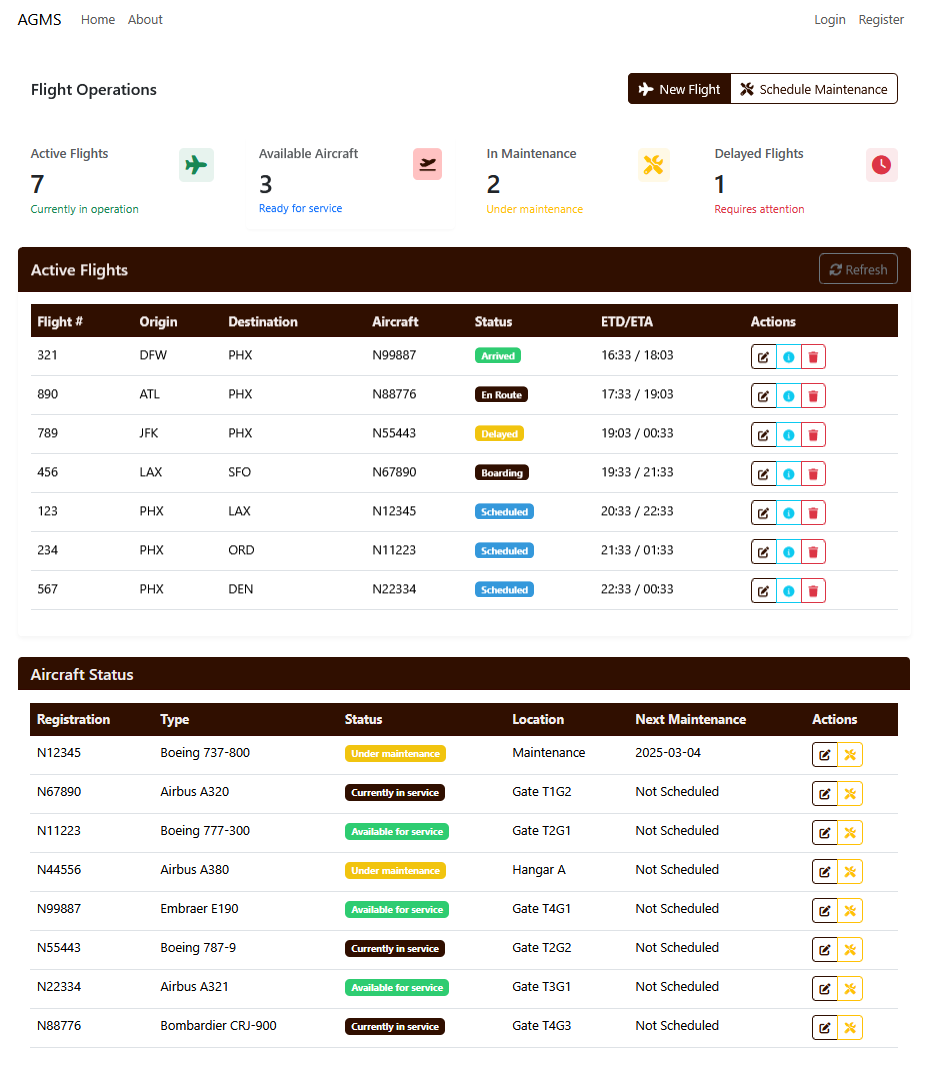 AGMS Home About Login Register
Flight Operations New Flight Schedule Maintenance
Active Flights Available Aircraft In Maintenance Delayed Flights
7 3 2 1
Currently in operation Ready for service Under maintenance Requires attention
Active Flights Refresh
Flight # Origin Destination Aircraft Status ETD/ETA Actions
321 DFW PHX N99887 Arrived 16:33 / 18:03
890 ATL PHX N88776 En Route 17:33 / 19:03
789 JFK PHX N55443 Delayed 19:03 / 00:33
456 LAX SFO N67890 Boarding 19:33 / 21:33
123 PHX LAX N12345 Scheduled 20:33 / 22:33
234 PHX ORD N11223 Scheduled 21:33 / 01:33
567 PHX DEN N22334 Scheduled 22:33 / 00:33
Aircraft Status
Registration Type Status Location Next Maintenance Actions
N12345 Boeing 737-800 Under maintenance Maintenance 2025-03-04
N67890 Airbus A320 Currently in service Gate T1G2 Not Scheduled
N11223 Boeing 777-300 Available for service Gate T2G1 Not Scheduled
N44556 Airbus A380 Under maintenance Hangar A Not Scheduled
N99887 Embraer E190 Available for service Gate T4G1 Not Scheduled
N55443 Boeing 787-9 Currently in service Gate T2G2 Not Scheduled
N22334 Airbus A321 Available for service Gate T3G1 Not Scheduled
N88776 Bombardier CRJ-900 Currently in service Gate T4G3 Not Scheduled